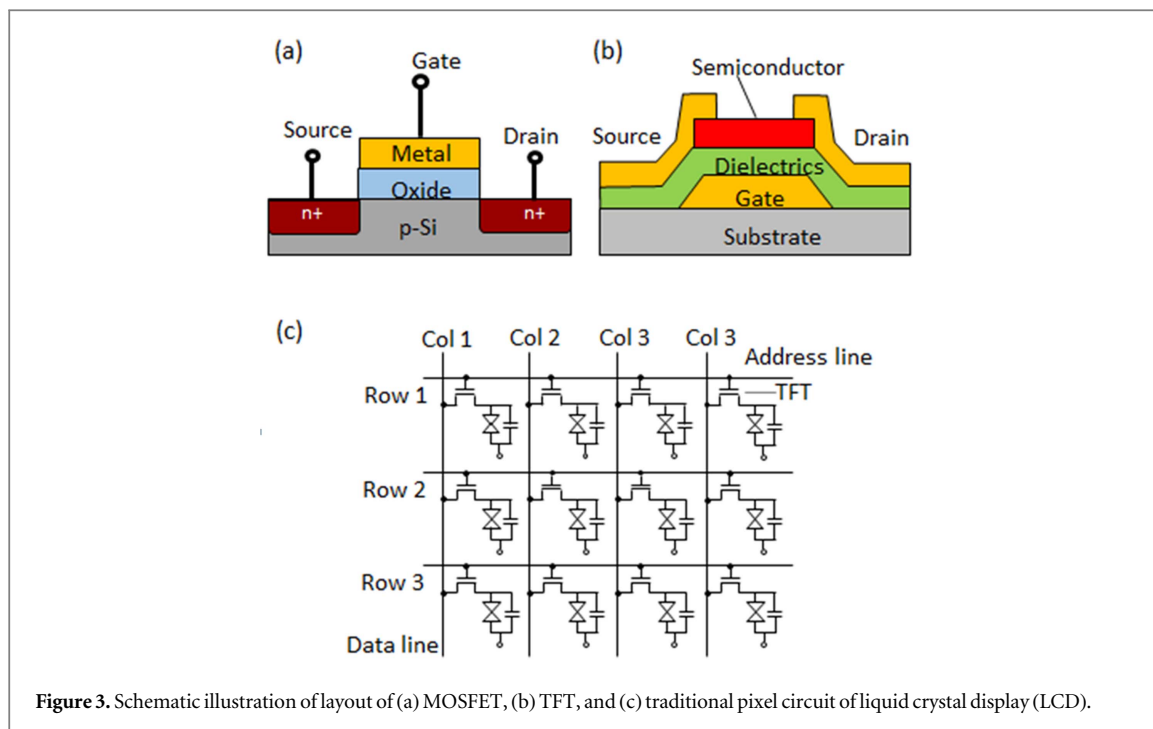 (a)
Gate
Source
Drain
Metal
Oxide
n+
n+
p-Si
(b)
Semiconductor
Source
Drain
Dielectrics
Gate
Substrate
(c)
Col 1 Col 2 Col 3 Col 3
Address line
Row 1
TFT
Row 2
Row 3
Data line
Figure 3. Schematic illustration of layout of (a) MOSFET, (b) TFT, and (c) traditional pixel circuit of liquid crystal display (LCD).